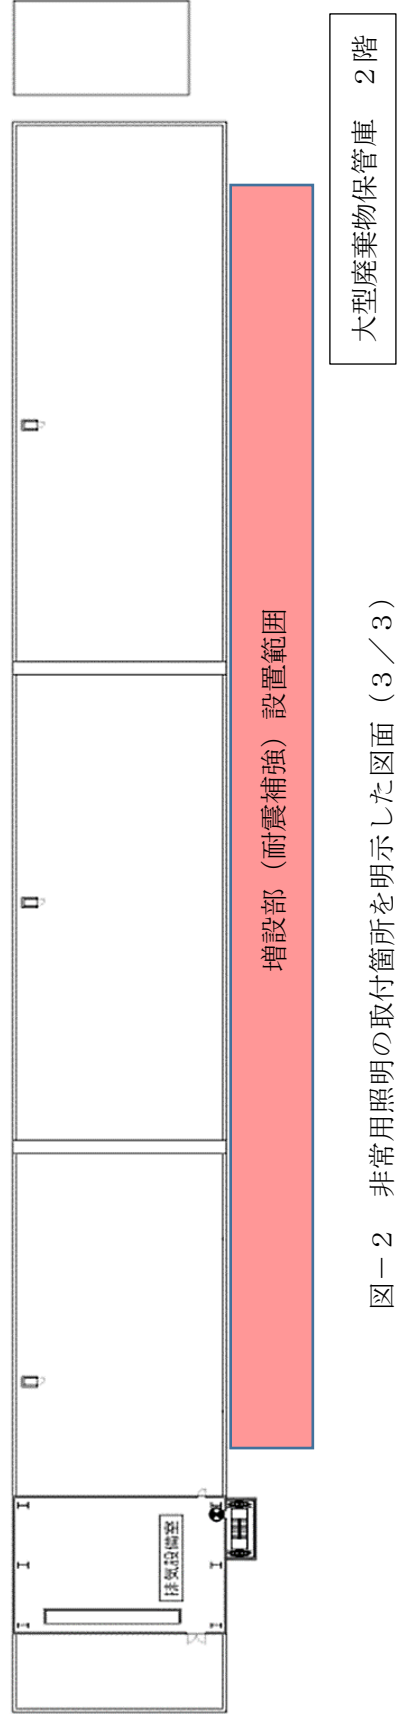 大型廃棄物保管庫　２階
増設部（耐震補強）設置範囲
排気設備室
図－２　非常用照明の取付箇所を明示した図面（３／３）